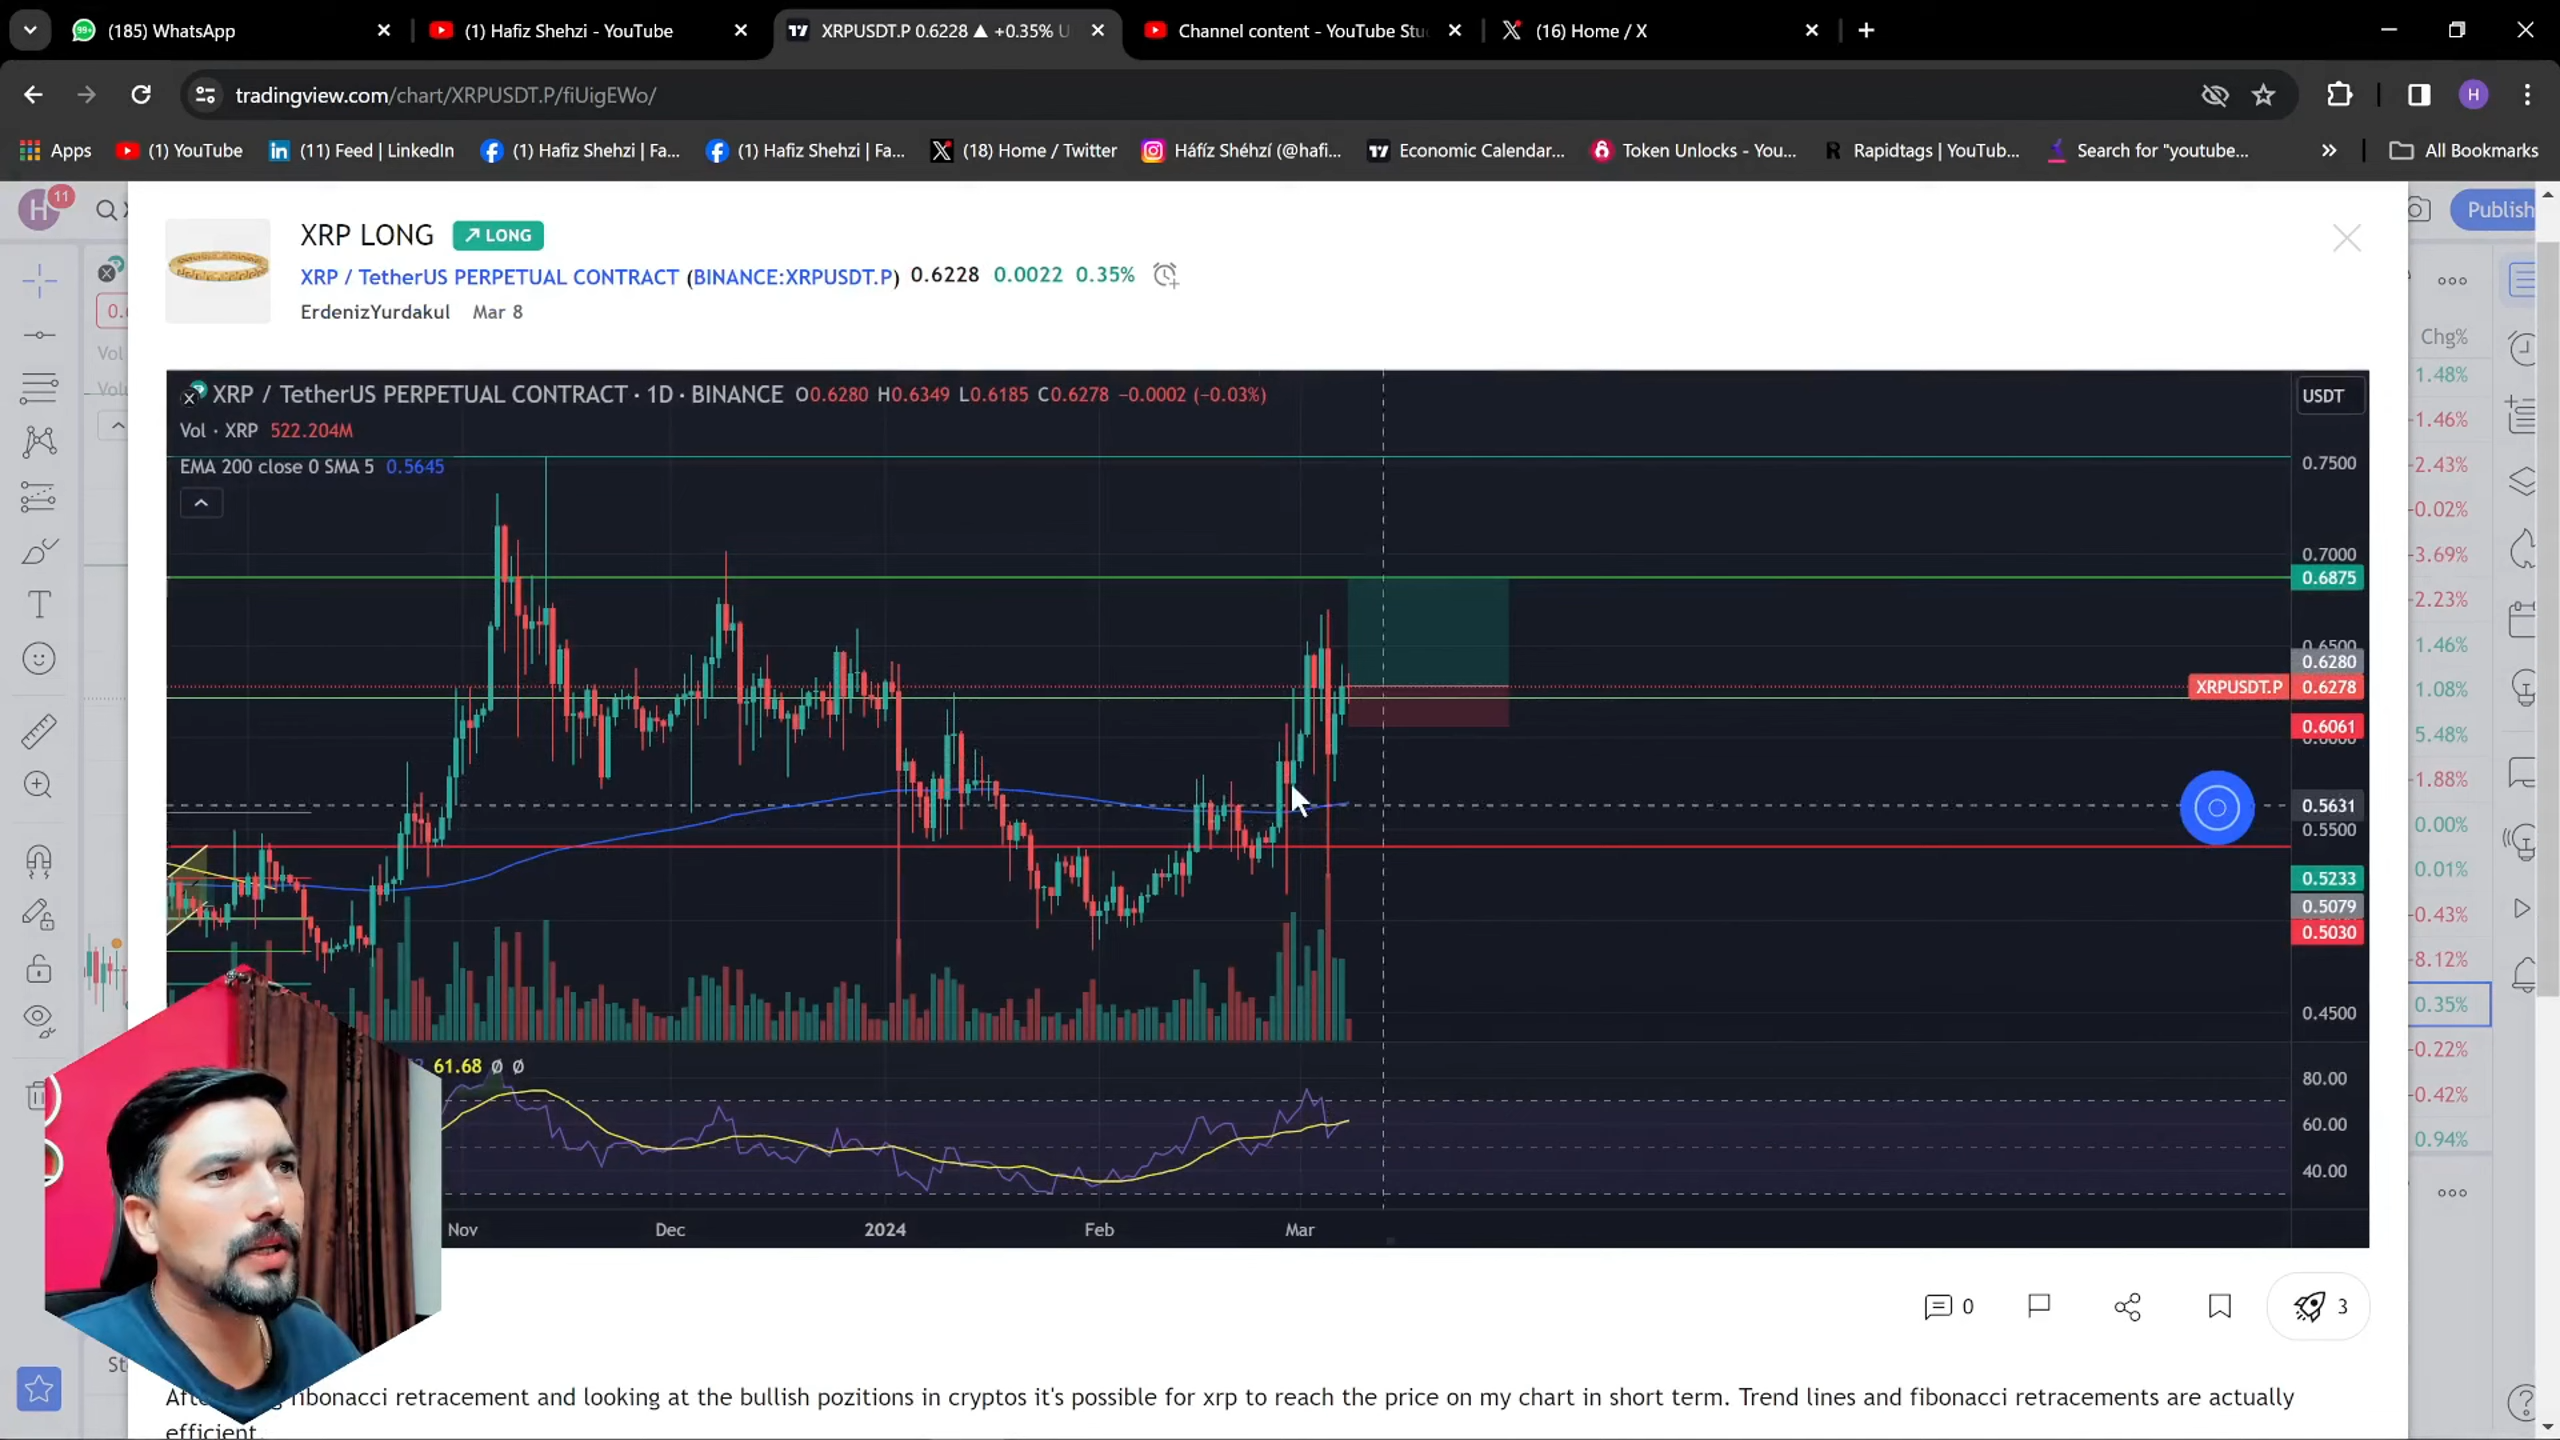 (185) WhatsApp
(1) Hafiz Shehzi - YouTube
XRPUSDT.P 0.6228 ▲ +0.35% U
Channel content - YouTube Stu
(16) Home / X
tradingview.com/chart/XRPUSDT.P/fiUigEWo/
H
Apps
(1) YouTube
(11) Feed | LinkedIn
(1) Hafiz Shehzi | Fa...
(1) Hafiz Shehzi | Fa...
(18) Home / Twitter
Háfíz Shéhzí (@hafi...
Economic Calendar...
Token Unlocks - You...
Rapidtags | YouTub...
Search for "youtube...
All Bookmarks
H
11
Publish
XRP LONG
LONG
XRP / TetherUS PERPETUAL CONTRACT (BINANCE:XRPUSDT.P) 0.6228 0.0022 0.35%
ErdenizYurdakul Mar 8
XRP / TetherUS PERPETUAL CONTRACT · 1D · BINANCE O0.6280 H0.6349 L0.6185 C0.6278 −0.0002 (−0.03%)
Vol · XRP 522.204M
EMA 200 close 0 SMA 5 0.5645
USDT
0.7500
0.7000
0.6875
0.6500
0.6280
XRPUSDT.P 0.6278
0.6061
0.6000
0.5631
0.5500
0.5233
0.5079
0.5030
0.4500
61.68 Ø Ø
80.00
60.00
40.00
Nov Dec 2024 Feb Mar
Vol
Chg%
1.48%
-1.46%
-2.43%
-0.02%
-3.69%
-2.23%
1.46%
1.08%
5.48%
-1.88%
0.00%
0.01%
-0.43%
-8.12%
0.35%
-0.22%
-0.42%
0.94%
0
3
fibonacci retracement and looking at the bullish pozitions in cryptos it's possible for xrp to reach the price on my chart in short term. Trend lines and fibonacci retracements are actually
efficient.